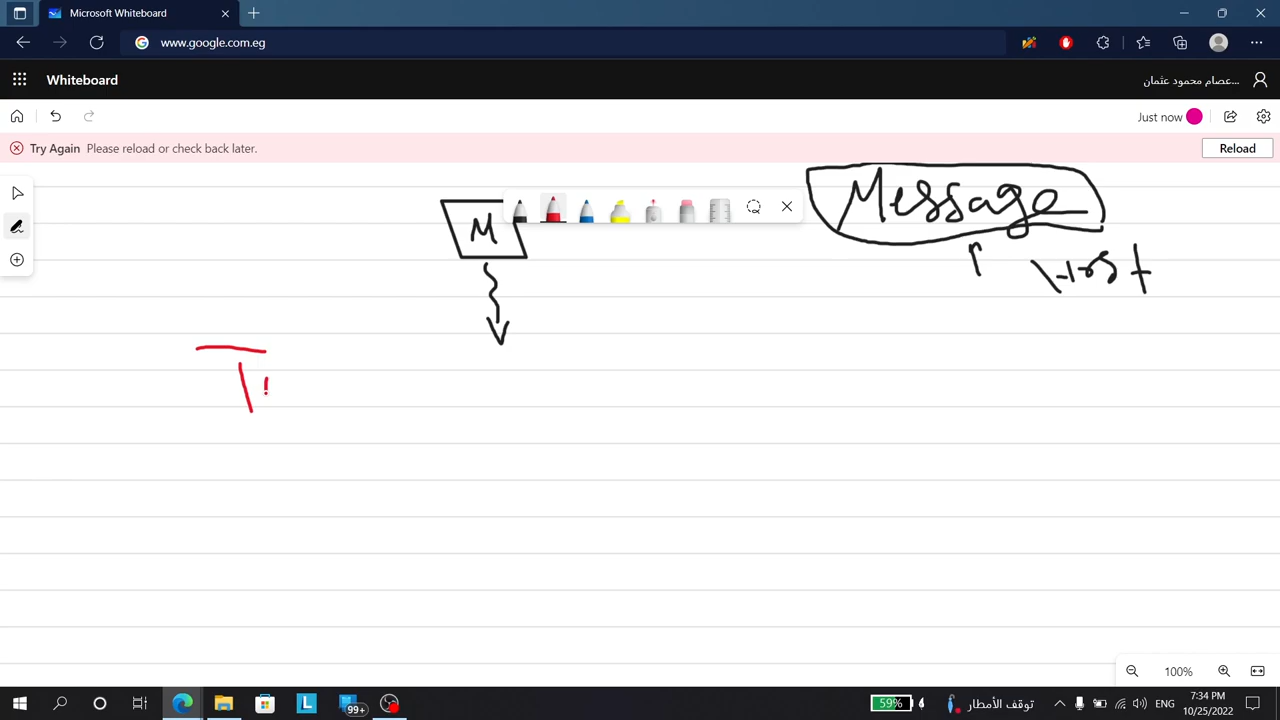 Microsoft Whiteboard
www.google.com.eg
Whiteboard
عصام محمود عثمان...
Just now
Try Again Please reload or check back later.
Reload
Message
M
Host
T
100%
99+
59%
توقف الأمطار
ENG
7:34 PM
10/25/2022